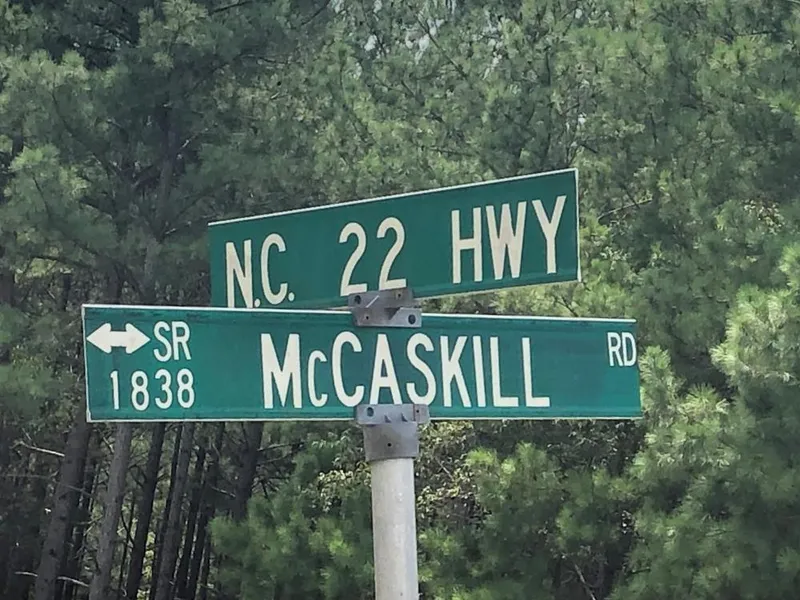 N.C. 22 HWY
SR McCASKILL RD
1838